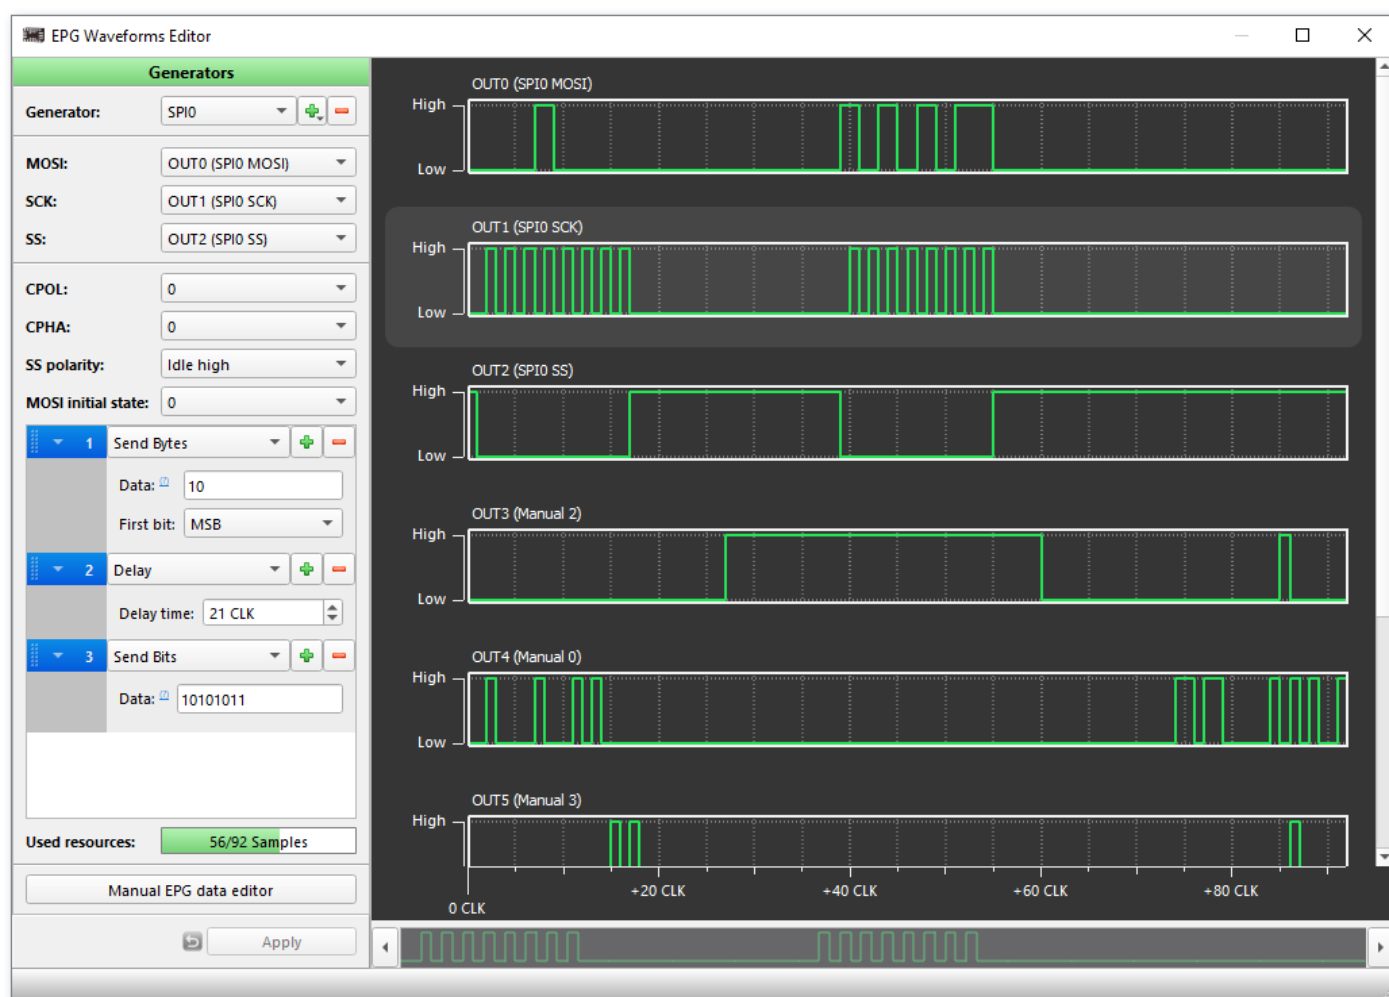 EPG Waveforms Editor
Generators
Generator: SPI0
MOSI: OUT0 (SPI0 MOSI)
SCK: OUT1 (SPI0 SCK)
SS: OUT2 (SPI0 SS)
CPOL: 0
CPHA: 0
SS polarity: Idle high
MOSI initial state: 0
1 Send Bytes
Data: 10
First bit: MSB
2 Delay
Delay time: 21 CLK
3 Send Bits
Data: 10101011
Used resources: 56/92 Samples
Manual EPG data editor
Apply
OUT0 (SPI0 MOSI)
High
Low
OUT1 (SPI0 SCK)
High
Low
OUT2 (SPI0 SS)
High
Low
OUT3 (Manual 2)
High
Low
OUT4 (Manual 0)
High
Low
OUT5 (Manual 3)
High
+20 CLK +40 CLK +60 CLK +80 CLK
0 CLK